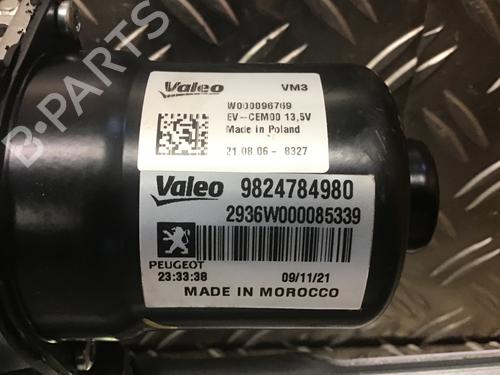 Valeo VM3
W000096769
EV--CEM00 13,5V
Made in Poland
21.08.06 - 8327
Valeo 9824784980
2936W000085339
PEUGEOT
23:33:38 09/11/21
MADE IN MOROCCO
B-PARTS